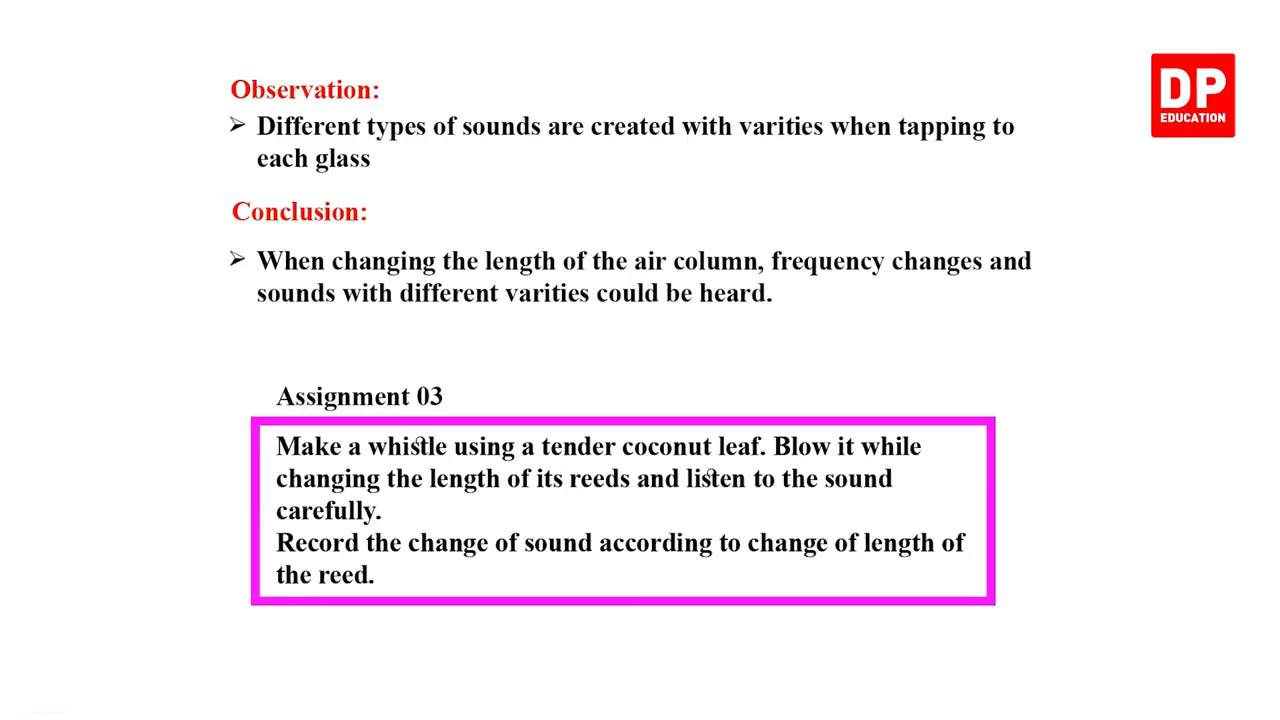 Observation:
➢ Different types of sounds are created with varities when tapping to
each glass
Conclusion:
➢ When changing the length of the air column, frequency changes and
sounds with different varities could be heard.
Assignment 03
Make a whistle using a tender coconut leaf. Blow it while
changing the length of its reeds and listen to the sound
carefully.
Record the change of sound according to change of length of
the reed.
DP
EDUCATION